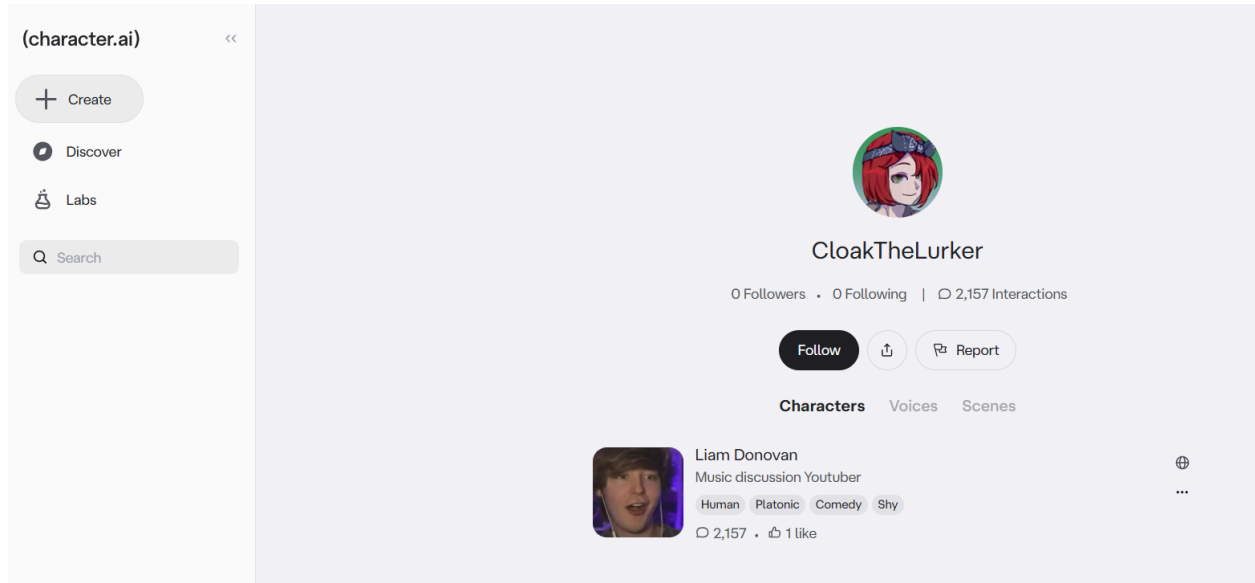 (character.ai)
Create
Discover
Labs
Search
CloakTheLurker
0 Followers • 0 Following | 2,157 Interactions
Follow
Report
Characters Voices Scenes
Liam Donovan
Music discussion Youtuber
Human Platonic Comedy Shy
2,157 • 1 like